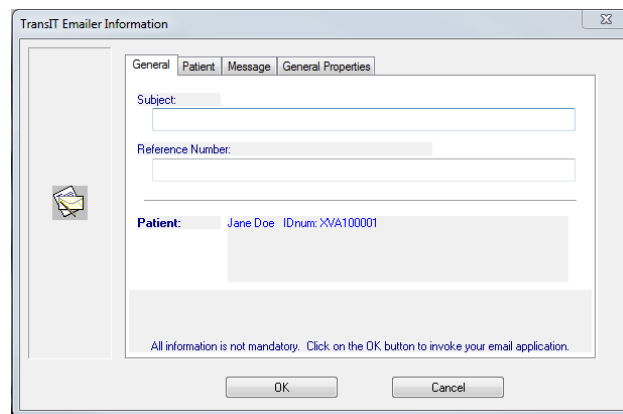 TransIT Emailer Information
General Patient Message General Properties
Subject:
Reference Number:
Patient: Jane Doe IDnum: XVA100001
All information is not mandatory. Click on the OK button to invoke your email application.
OK Cancel